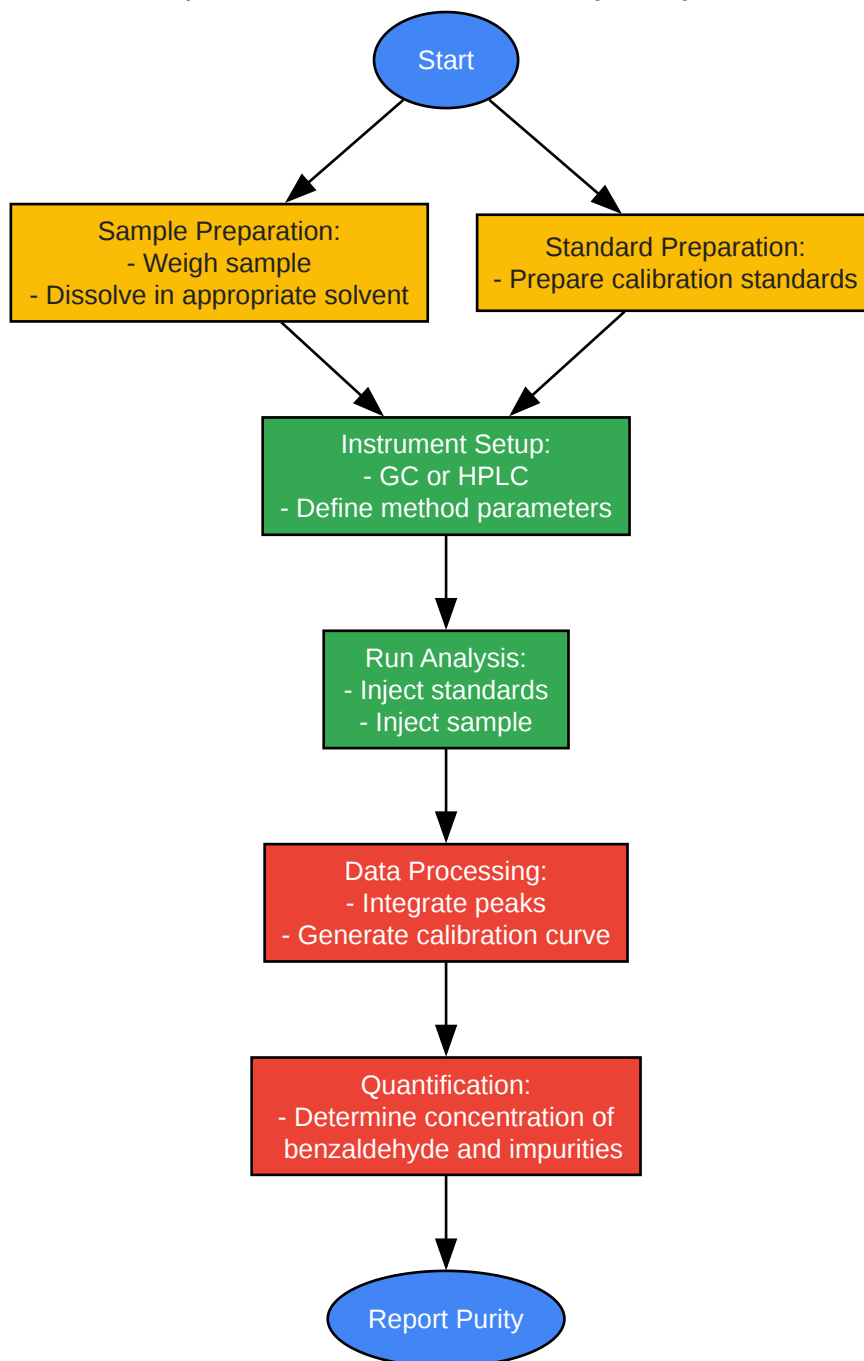 Start
Sample Preparation:
- Weigh sample
- Dissolve in appropriate solvent
Standard Preparation:
- Prepare calibration standards
Instrument Setup:
- GC or HPLC
- Define method parameters
Run Analysis:
- Inject standards
- Inject sample
Data Processing:
- Integrate peaks
- Generate calibration curve
Quantification:
- Determine concentration of
benzaldehyde and impurities
Report Purity